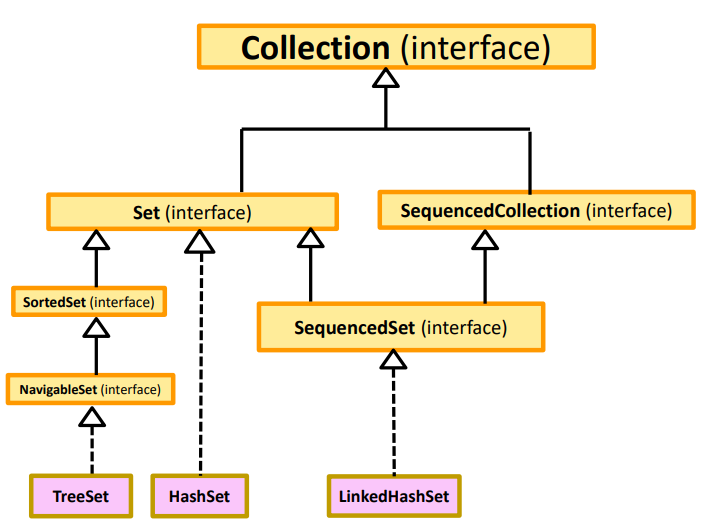 Collection (interface)
Set (interface)
SequencedCollection (interface)
SortedSet (interface)
SequencedSet (interface)
NavigableSet (interface)
TreeSet
HashSet
LinkedHashSet